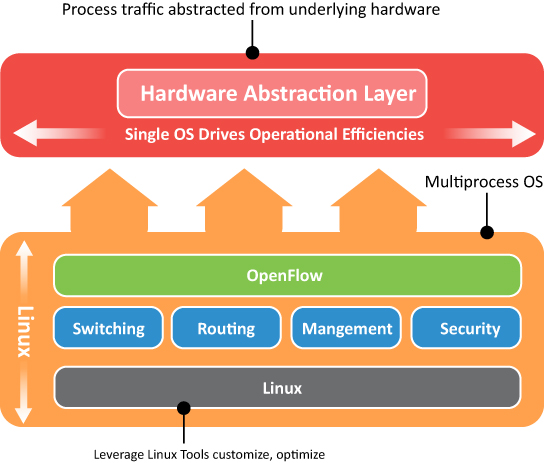 Process traffic abstracted from underlying hardware
Hardware Abstraction Layer
Single OS Drives Operational Efficiencies
Multiprocess OS
Linux
OpenFlow
Switching Routing Mangement Security
Linux
Leverage Linux Tools customize, optimize